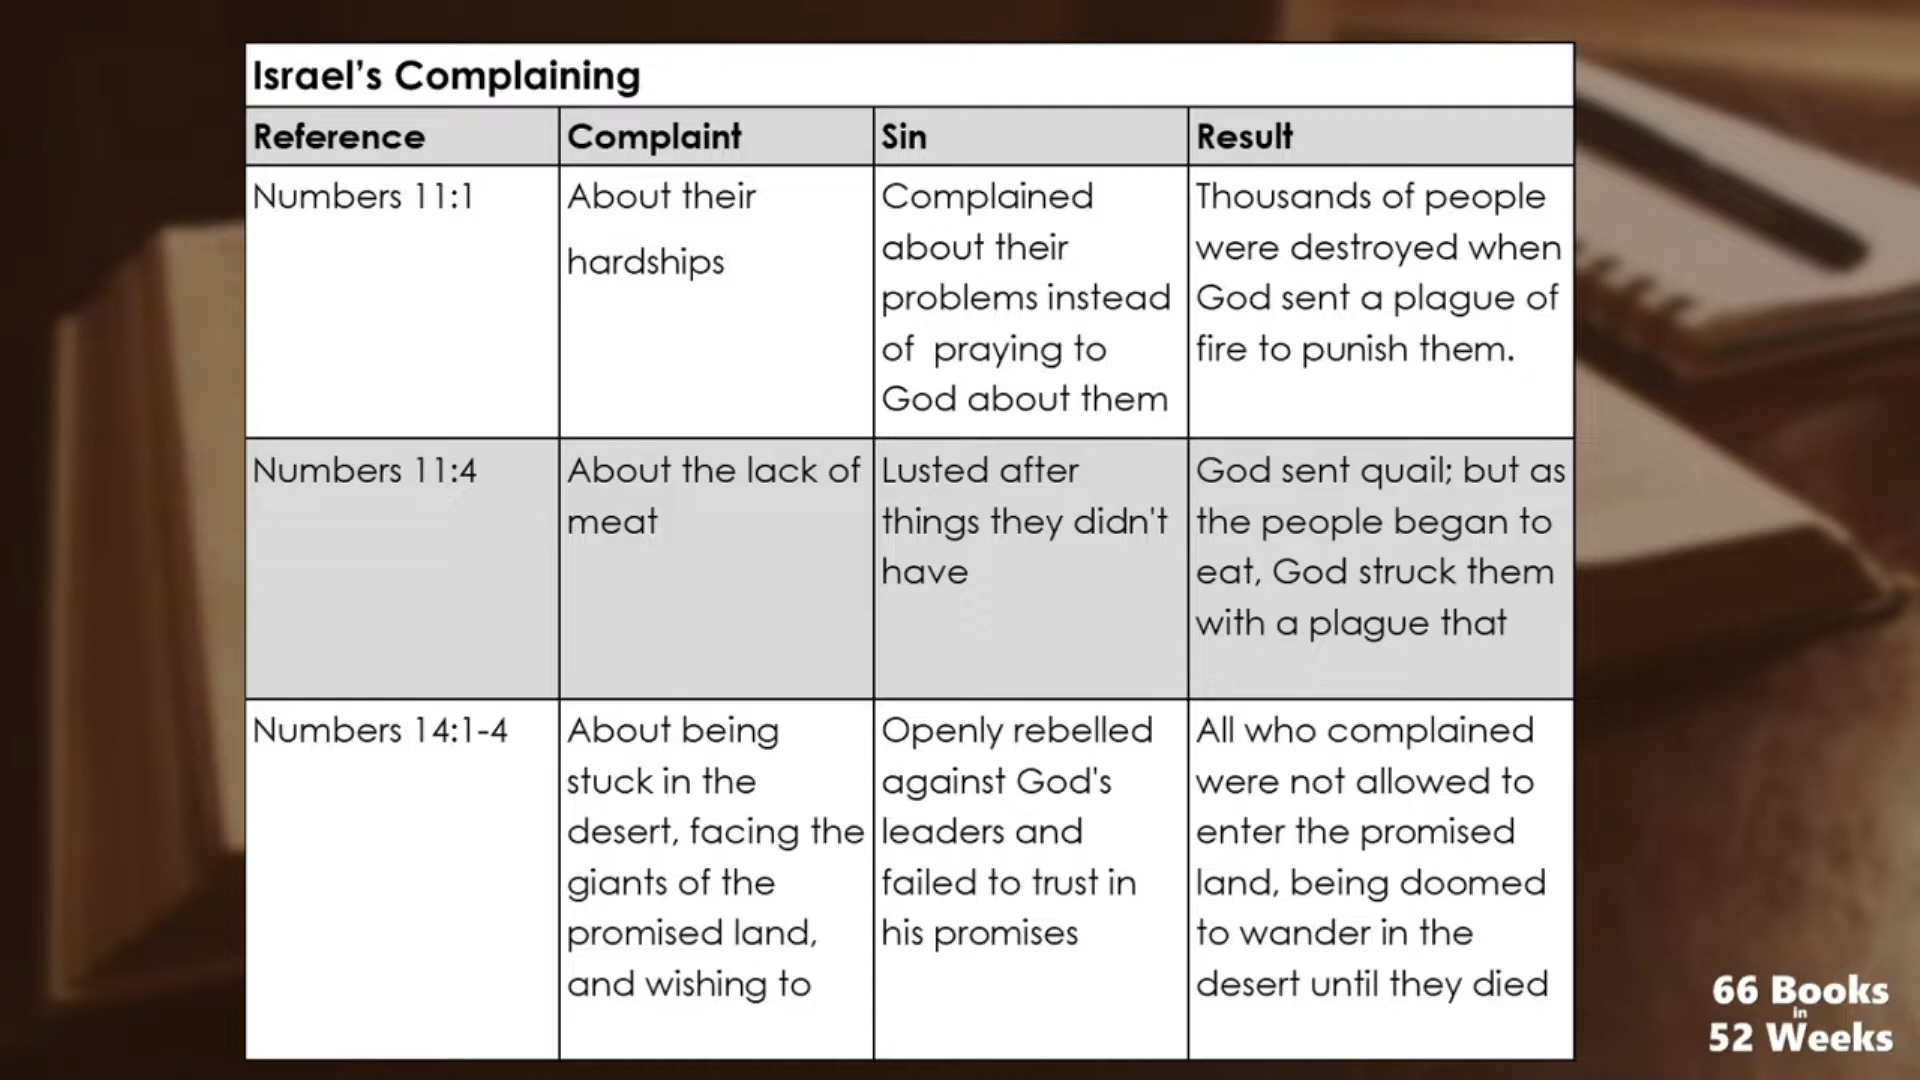 Israel’s Complaining
Reference
Complaint
Sin
Result
Numbers 11:1
About their
hardships
Complained
about their
problems instead
of  praying to
God about them
Thousands of people
were destroyed when
God sent a plague of
fire to punish them.
Numbers 11:4
About the lack of
meat
Lusted after
things they didn't
have
God sent quail; but as
the people began to
eat, God struck them
with a plague that
Numbers 14:1-4
About being
stuck in the
desert, facing the
giants of the
promised land,
and wishing to
Openly rebelled
against God's
leaders and
failed to trust in
his promises
All who complained
were not allowed to
enter the promised
land, being doomed
to wander in the
desert until they died
66 Books
in
52 Weeks